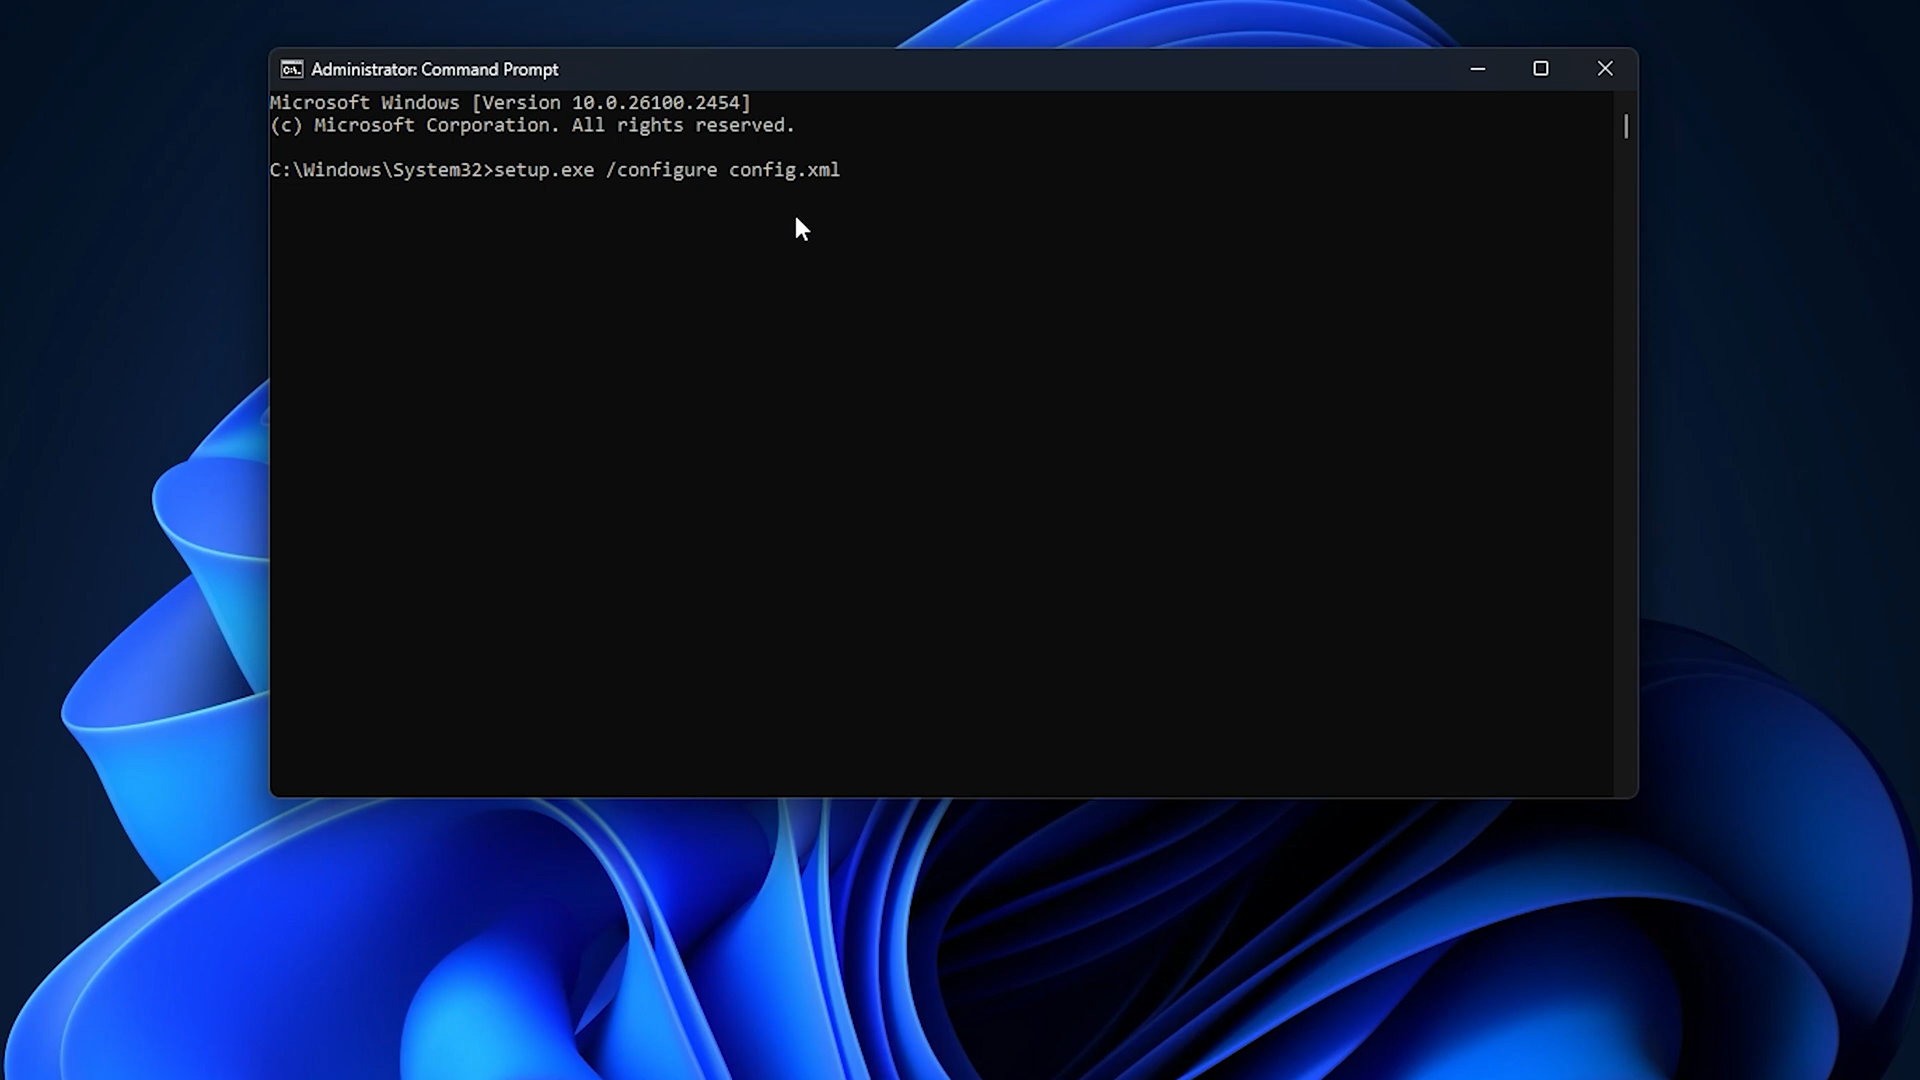 Administrator: Command Prompt
Microsoft Windows [Version 10.0.26100.2454]
(c) Microsoft Corporation. All rights reserved.
C:\Windows\System32>setup.exe /configure config.xml